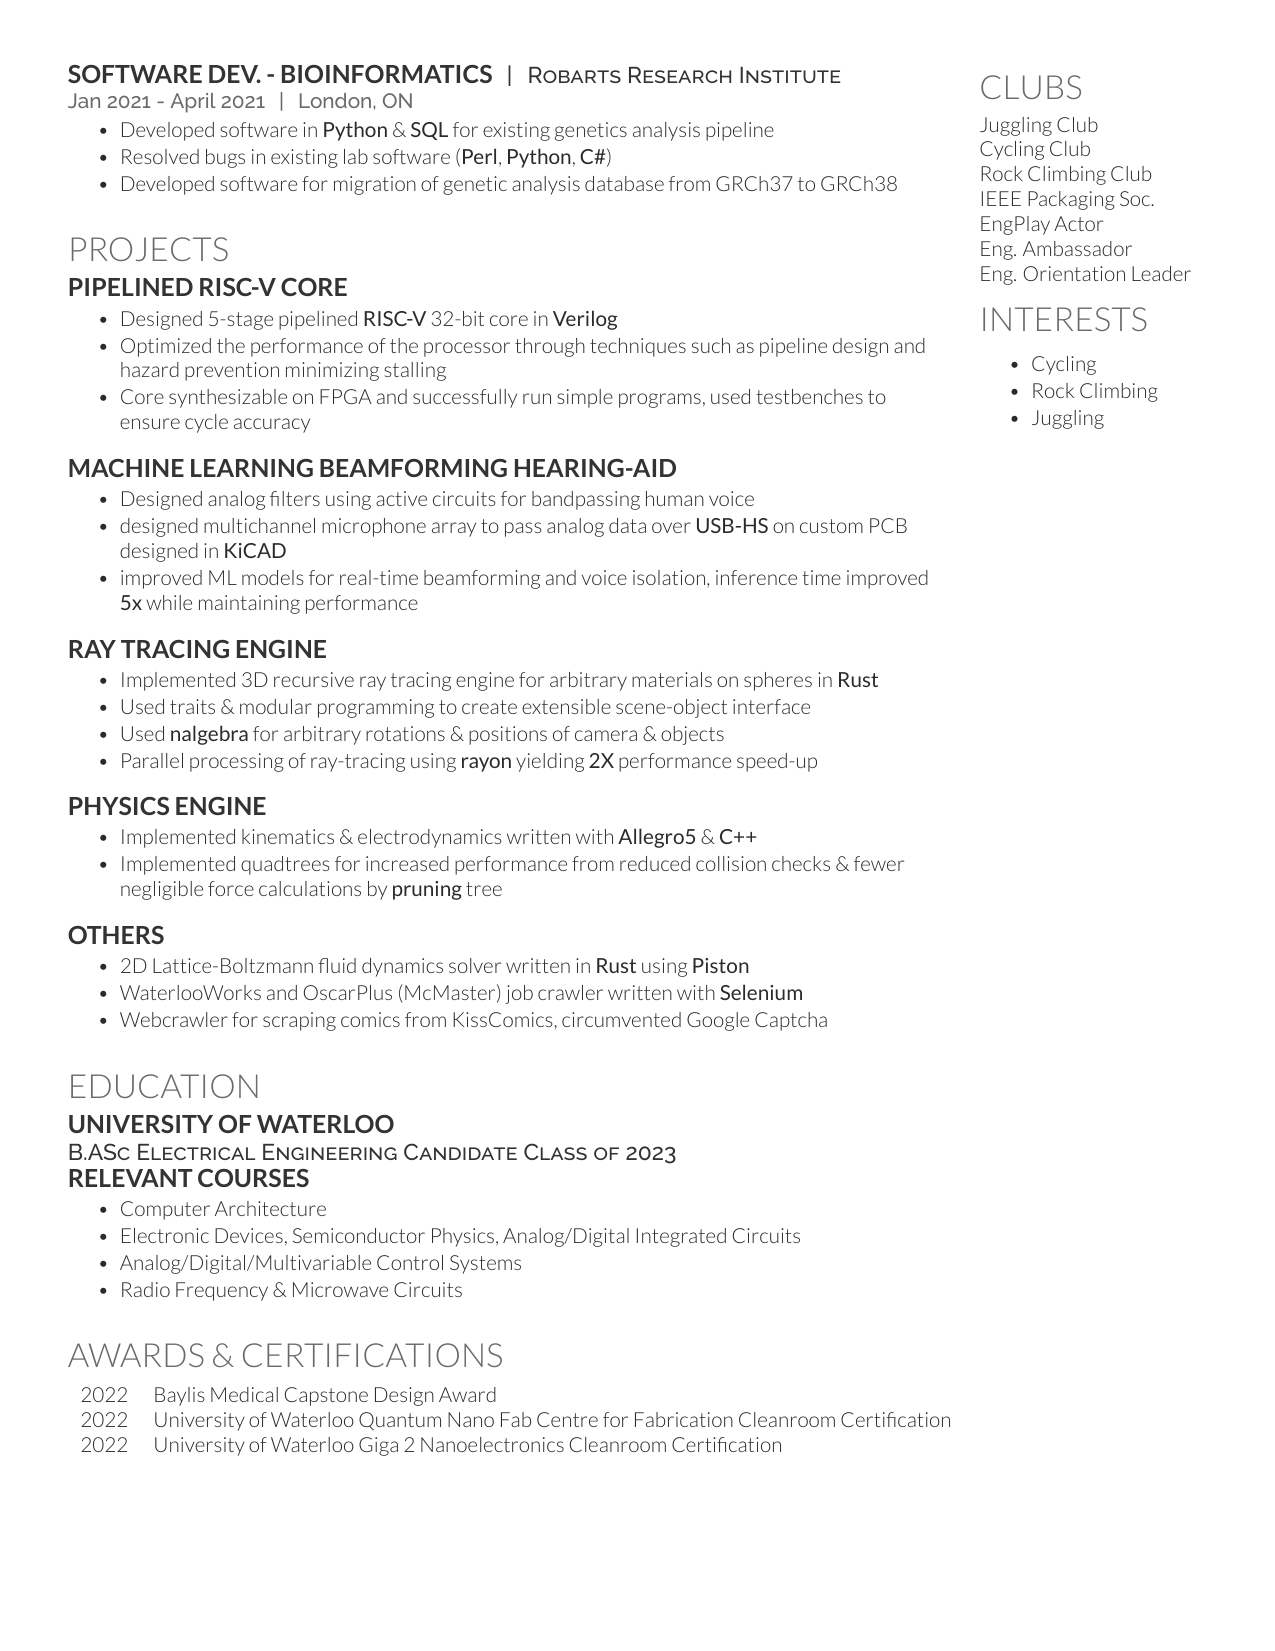 SOFTWARE DEV. - BIOINFORMATICS | ROBARTS RESEARCH INSTITUTE
Jan 2021 - April 2021 | London, ON
• Developed software in Python & SQL for existing genetics analysis pipeline
• Resolved bugs in existing lab software (Perl, Python, C#)
• Developed software for migration of genetic analysis database from GRCh37 to GRCh38
PROJECTS
PIPELINED RISC-V CORE
• Designed 5-stage pipelined RISC-V 32-bit core in Verilog
• Optimized the performance of the processor through techniques such as pipeline design and
hazard prevention minimizing stalling
• Core synthesizable on FPGA and successfully run simple programs, used testbenches to
ensure cycle accuracy
MACHINE LEARNING BEAMFORMING HEARING-AID
• Designed analog filters using active circuits for bandpassing human voice
• designed multichannel microphone array to pass analog data over USB-HS on custom PCB
designed in KiCAD
• improved ML models for real-time beamforming and voice isolation, inference time improved
5x while maintaining performance
RAY TRACING ENGINE
• Implemented 3D recursive ray tracing engine for arbitrary materials on spheres in Rust
• Used traits & modular programming to create extensible scene-object interface
• Used nalgebra for arbitrary rotations & positions of camera & objects
• Parallel processing of ray-tracing using rayon yielding 2X performance speed-up
PHYSICS ENGINE
• Implemented kinematics & electrodynamics written with Allegro5 & C++
• Implemented quadtrees for increased performance from reduced collision checks & fewer
negligible force calculations by pruning tree
OTHERS
• 2D Lattice-Boltzmann fluid dynamics solver written in Rust using Piston
• WaterlooWorks and OscarPlus (McMaster) job crawler written with Selenium
• Webcrawler for scraping comics from KissComics, circumvented Google Captcha
EDUCATION
UNIVERSITY OF WATERLOO
B.ASC ELECTRICAL ENGINEERING CANDIDATE CLASS OF 2023
RELEVANT COURSES
• Computer Architecture
• Electronic Devices, Semiconductor Physics, Analog/Digital Integrated Circuits
• Analog/Digital/Multivariable Control Systems
• Radio Frequency & Microwave Circuits
AWARDS & CERTIFICATIONS
2022 Baylis Medical Capstone Design Award
2022 University of Waterloo Quantum Nano Fab Centre for Fabrication Cleanroom Certification
2022 University of Waterloo Giga 2 Nanoelectronics Cleanroom Certification
CLUBS
Juggling Club
Cycling Club
Rock Climbing Club
IEEE Packaging Soc.
EngPlay Actor
Eng. Ambassador
Eng. Orientation Leader
INTERESTS
• Cycling
• Rock Climbing
• Juggling